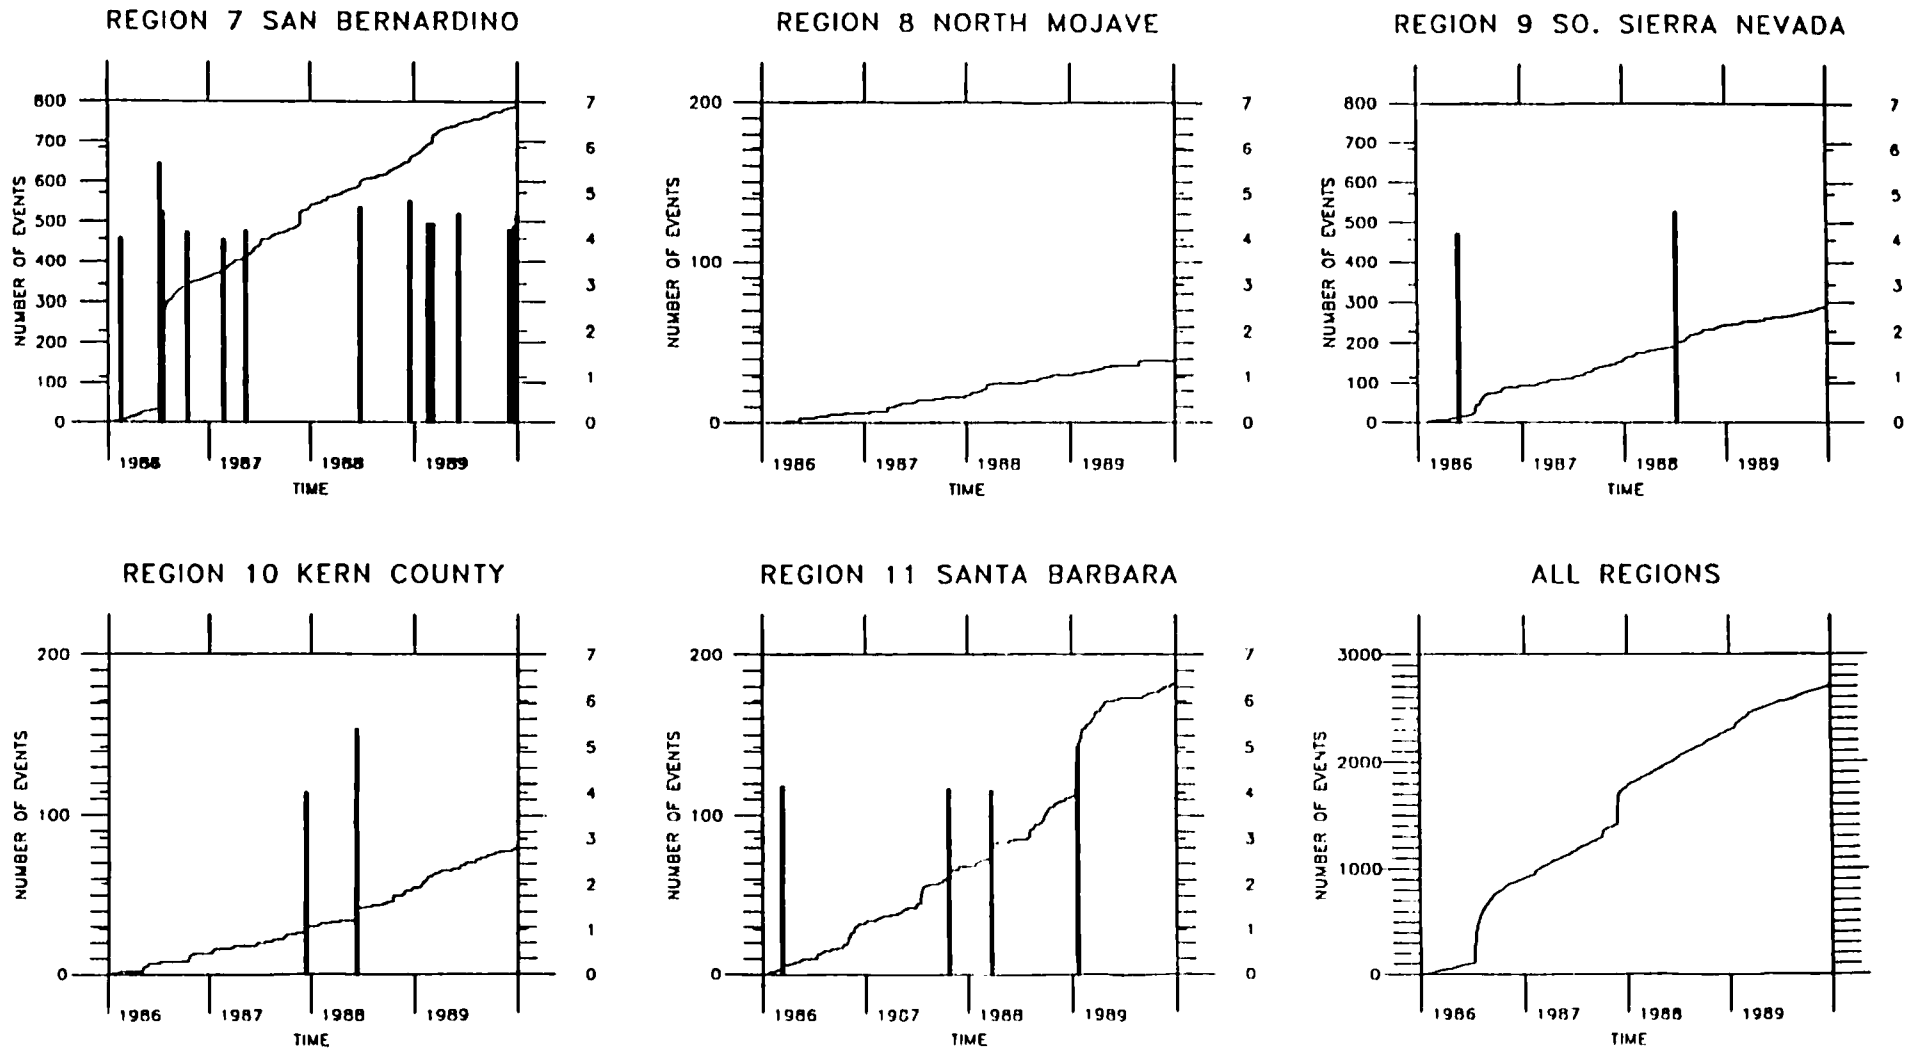 REGION 7 SAN BERNARDINO
800
700
600
500
400
300
200
100
0
NUMBER OF EVENTS
7
6
5
4
3
2
1
0
1986 1987 1988 1989
TIME
REGION 8 NORTH MOJAVE
200
100
0
NUMBER OF EVENTS
7
6
5
4
3
2
1
0
1986 1987 1988 1989
TIME
REGION 9 SO. SIERRA NEVADA
800
700
600
500
400
300
200
100
0
NUMBER OF EVENTS
7
6
5
4
3
2
1
0
1986 1987 1988 1989
TIME
REGION 10 KERN COUNTY
200
100
0
NUMBER OF EVENTS
7
6
5
4
3
2
1
0
1986 1987 1988 1989
TIME
REGION 11 SANTA BARBARA
200
100
0
NUMBER OF EVENTS
7
6
5
4
3
2
1
0
1986 1987 1988 1989
TIME
ALL REGIONS
3000
2000
1000
0
NUMBER OF EVENTS
1986 1987 1988 1989
TIME